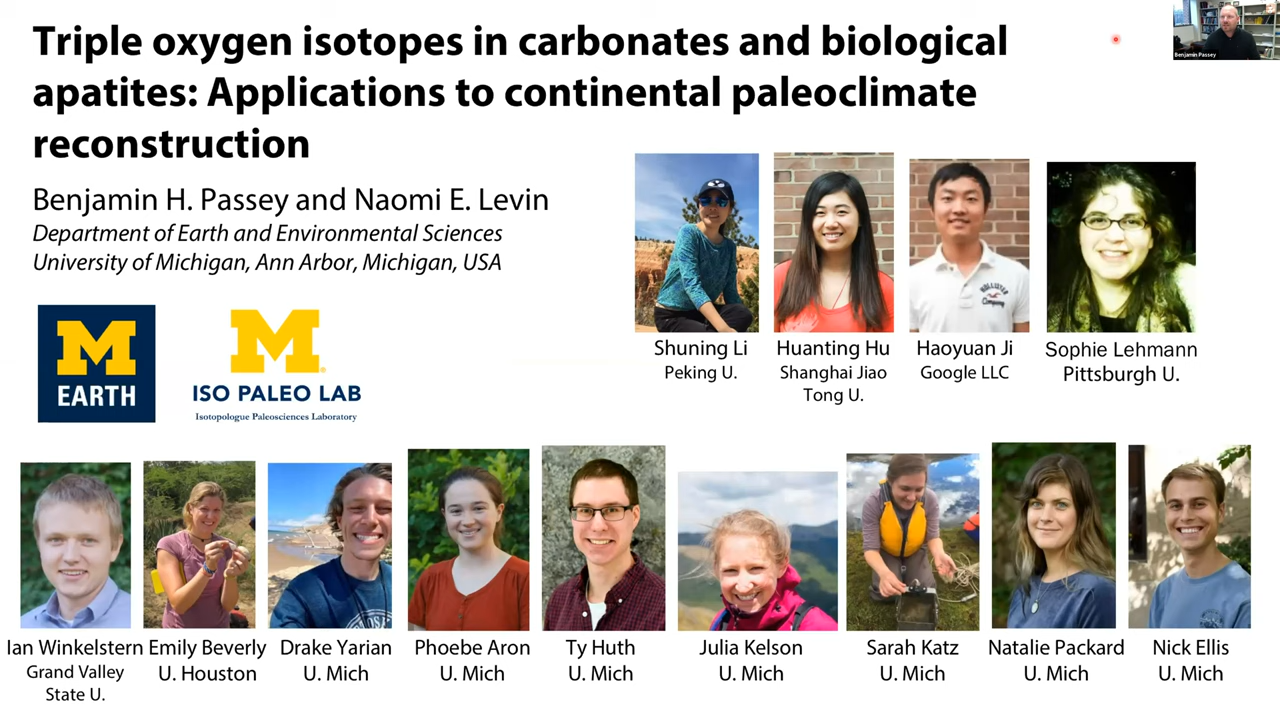 Triple oxygen isotopes in carbonates and biological
apatites: Applications to continental paleoclimate
reconstruction
Benjamin Passey
Benjamin H. Passey and Naomi E. Levin
Department of Earth and Environmental Sciences
University of Michigan, Ann Arbor, Michigan, USA
M
EARTH
M
ISO PALEO LAB
Isotopologue Paleosciences Laboratory
HOLLISTER
Company
Shuning Li
Peking U.
Huanting Hu
Shanghai Jiao
Tong U.
Haoyuan Ji
Google LLC
Sophie Lehmann
Pittsburgh U.
Ian Winkelstern
Grand Valley
State U.
Emily Beverly
U. Houston
Drake Yarian
U. Mich
Phoebe Aron
U. Mich
Ty Huth
U. Mich
Julia Kelson
U. Mich
Sarah Katz
U. Mich
Natalie Packard
U. Mich
Nick Ellis
U. Mich